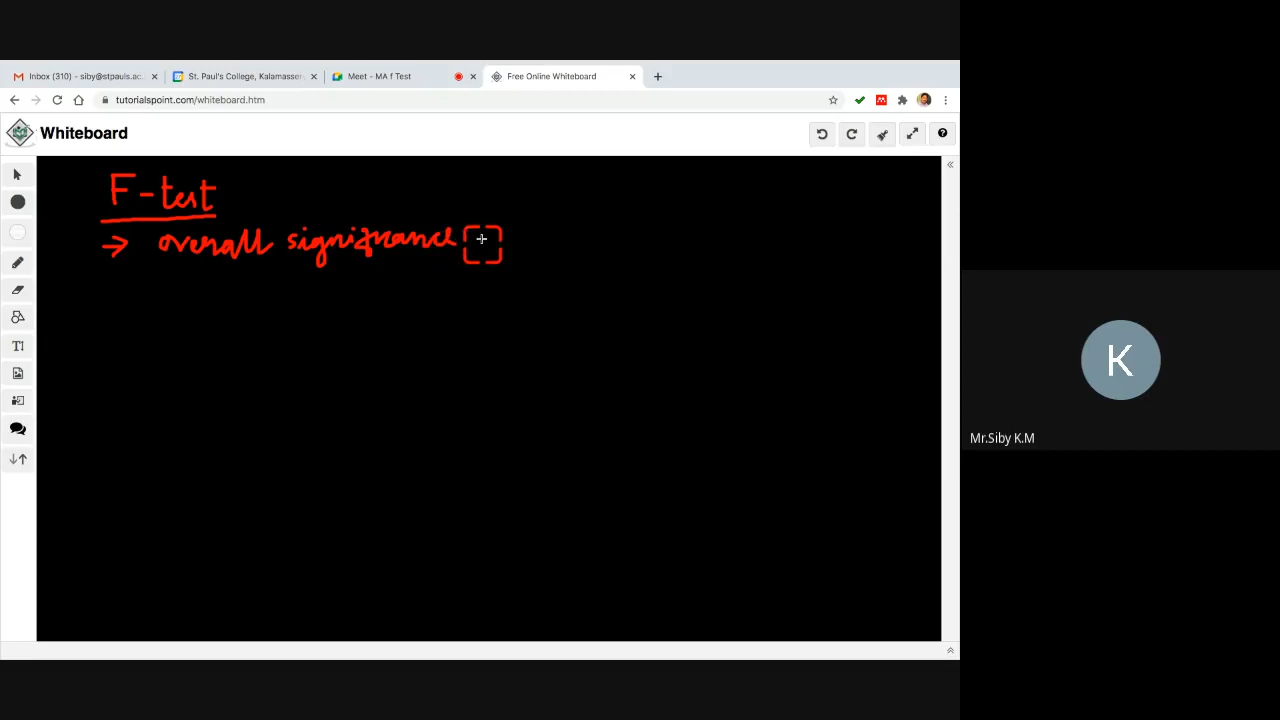 Inbox (310) - siby@stpauls.ac.
St. Paul's College, Kalamasser
Meet - MA f Test
Free Online Whiteboard
tutorialspoint.com/whiteboard.htm
Whiteboard
F-test
→ overall significance
K
Mr.Siby K.M